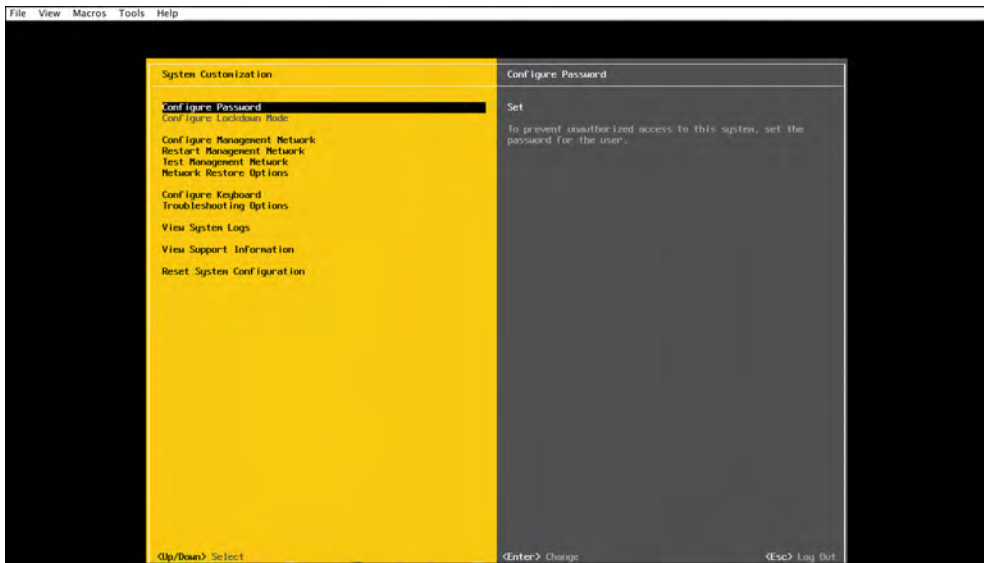 File View Macros Tools Help
System Customization
Configure Password
Configure Lockdown Mode
Configure Management Network
Restart Management Network
Test Management Network
Network Restore Options
Configure Keyboard
Troubleshooting Options
View System Logs
View Support Information
Reset System Configuration
<Up/Down> Select
Configure Password
Set
To prevent unauthorized access to this system, set the
password for the user.
<Enter> Change
<Esc> Log Out